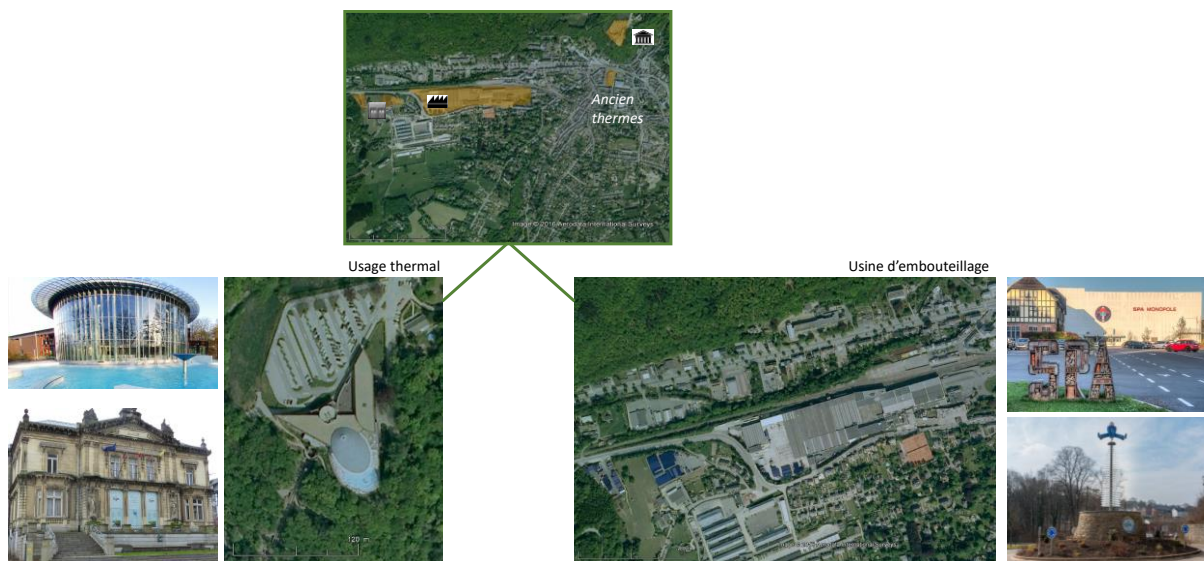 Ancien
thermes
Image © 2016 Aerodata International Surveys
Usage thermal
Usine d'embouteillage
SPA MONOPOLE
SPA
120 m